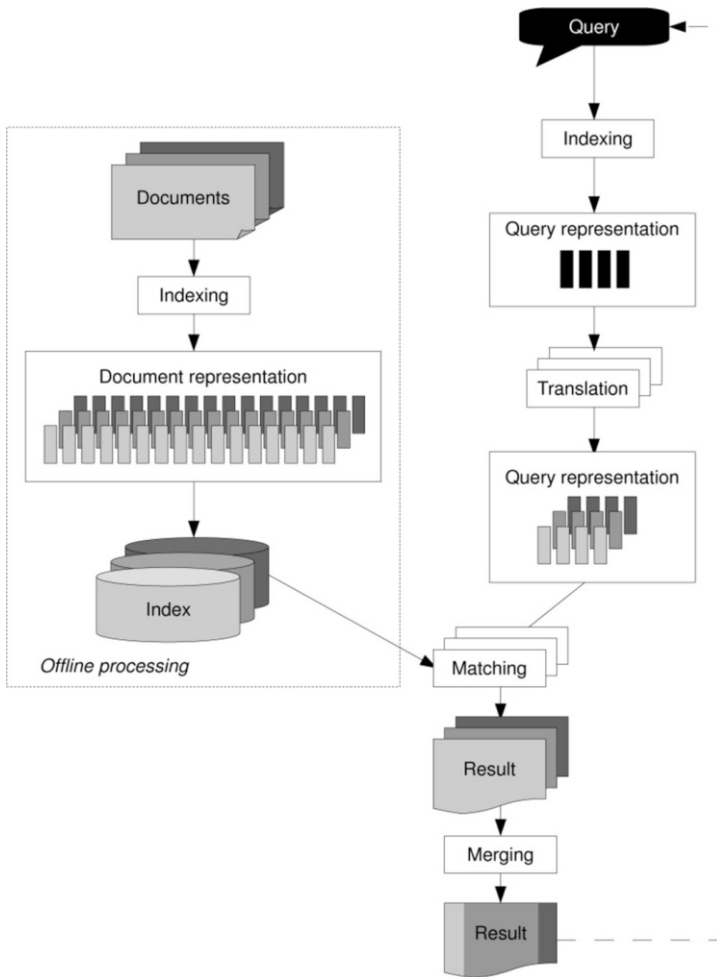 Query
Indexing
Query representation
Translation
Query representation
Documents
Indexing
Document representation
Index
Offline processing
Matching
Result
Merging
Result